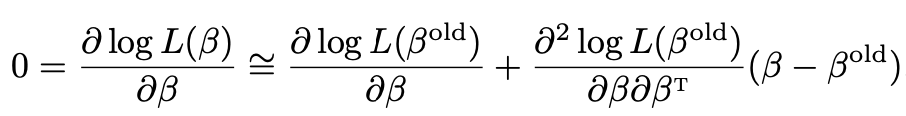 0 = ∂ log L(β) / ∂β ≅ ∂ log L(β^old) / ∂β + ∂² log L(β^old) / ∂β∂β^T (β − β^old)